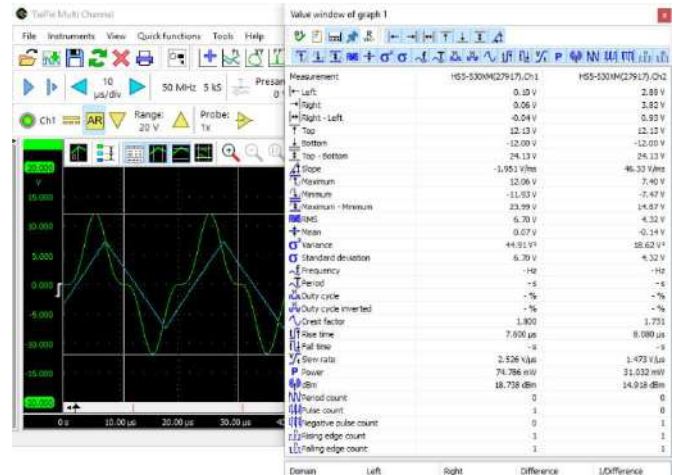 TiePie Multi Channel
File Instruments View Quick functions Tools Help
10 µs/div
50 MHz 5 kS
Ch1
AR
Range: 20 V
Probe: 1x
20.000
V
15.000
10.000
5.000
0.000
-5.000
-10.000
-15.000
-20.000
0 s 10.00 µs 20.00 µs 30.00 µs
Value window of graph 1
Measurement HS5-530XM(27917).Ch1 HS5-530XM(27917).Ch2
Left 0.10 V 2.88 V
Right 0.06 V 3.82 V
Right - Left -0.04 V 0.93 V
Top 12.13 V 12.13 V
Bottom -12.00 V -12.00 V
Top - Bottom 24.13 V 24.13 V
Slope -1.951 V/ms 46.33 V/ms
Maximum 12.06 V 7.40 V
Minimum -11.93 V -7.47 V
Maximum - Minimum 23.99 V 14.87 V
RMS 6.70 V 4.32 V
Mean 0.07 V -0.14 V
Variance 44.91 V² 18.62 V²
Standard deviation 6.70 V 4.32 V
Frequency - Hz - Hz
Period - s - s
Duty cycle - % - %
Duty cycle inverted - % - %
Crest factor 1.800 1.731
Rise time 7.600 µs 8.080 µs
Fall time - s - s
Slew rate 2.526 V/µs 1.473 V/µs
Power 74.786 mW 31.032 mW
dBm 18.738 dBm 14.918 dBm
Period count 0 0
Pulse count 1 0
Negative pulse count 0 1
Rising edge count 1 1
Falling edge count 1 1
Domain Left Right Difference 1/Difference